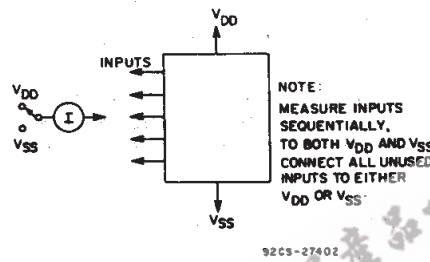 VDD
INPUTS
VDD
I
VSS
NOTE:
MEASURE INPUTS
SEQUENTIALLY,
TO BOTH VDD AND VSS
CONNECT ALL UNUSED
INPUTS TO EITHER
VDD OR VSS.
VSS
92CS-27402